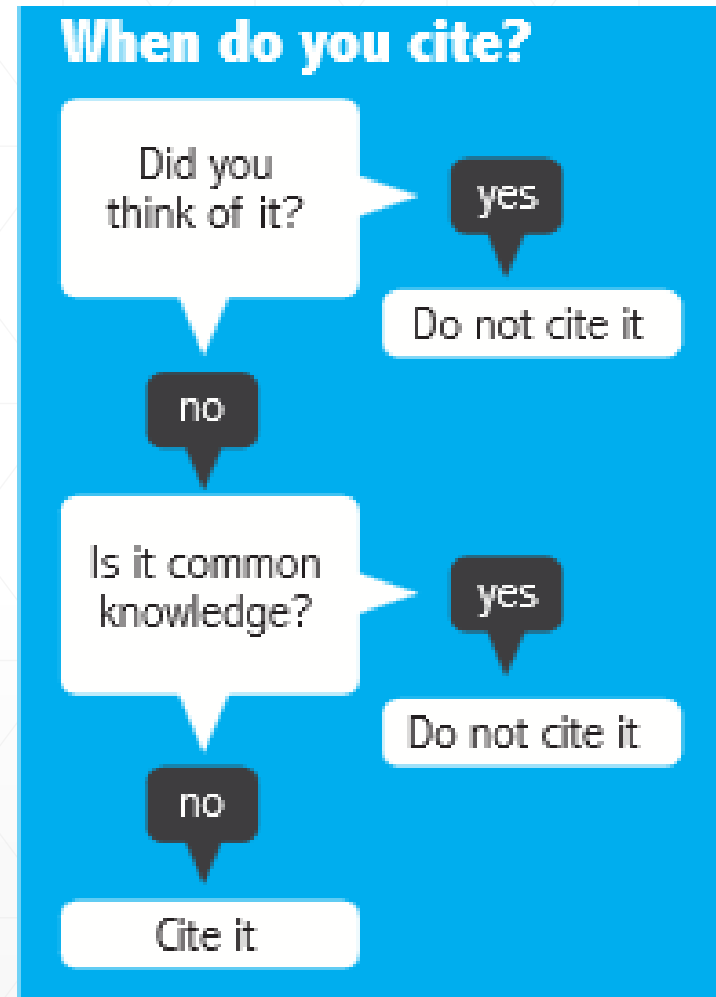 When do you cite?
Did you
think of it?
yes
Do not cite it
no
Is it common
knowledge?
yes
Do not cite it
no
Cite it